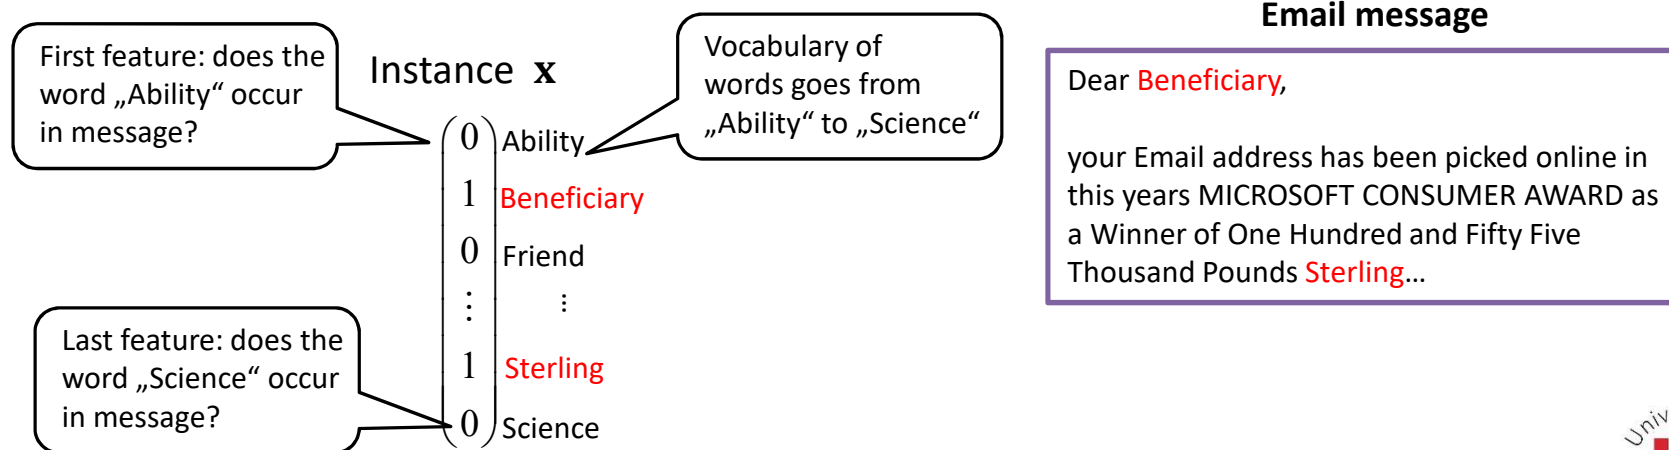 Email message
First feature: does the
word „Ability“ occur
in message?
Instance x
Vocabulary of
words goes from
„Ability“ to „Science“
0 Ability
1 Beneficiary
0 Friend
⋮ ⋮
1 Sterling
0 Science
Last feature: does the
word „Science“ occur
in message?
Dear Beneficiary,
your Email address has been picked online in
this years MICROSOFT CONSUMER AWARD as
a Winner of One Hundred and Fifty Five
Thousand Pounds Sterling...